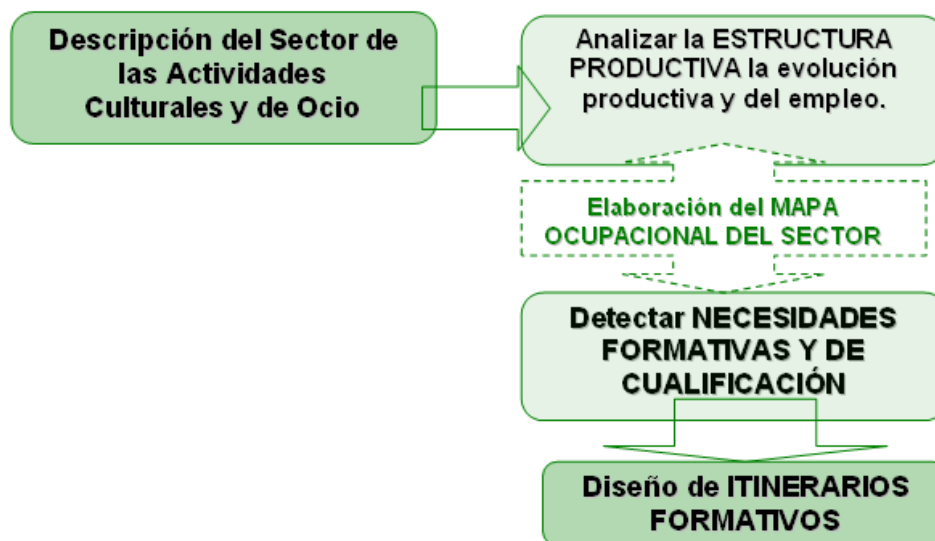 Descripción del Sector de
las Actividades
Culturales y de Ocio
Analizar la ESTRUCTURA
PRODUCTIVA la evolución
productiva y del empleo.
Elaboración del MAPA
OCUPACIONAL DEL SECTOR
Detectar NECESIDADES
FORMATIVAS Y DE
CUALIFICACIÓN
Diseño de ITINERARIOS
FORMATIVOS